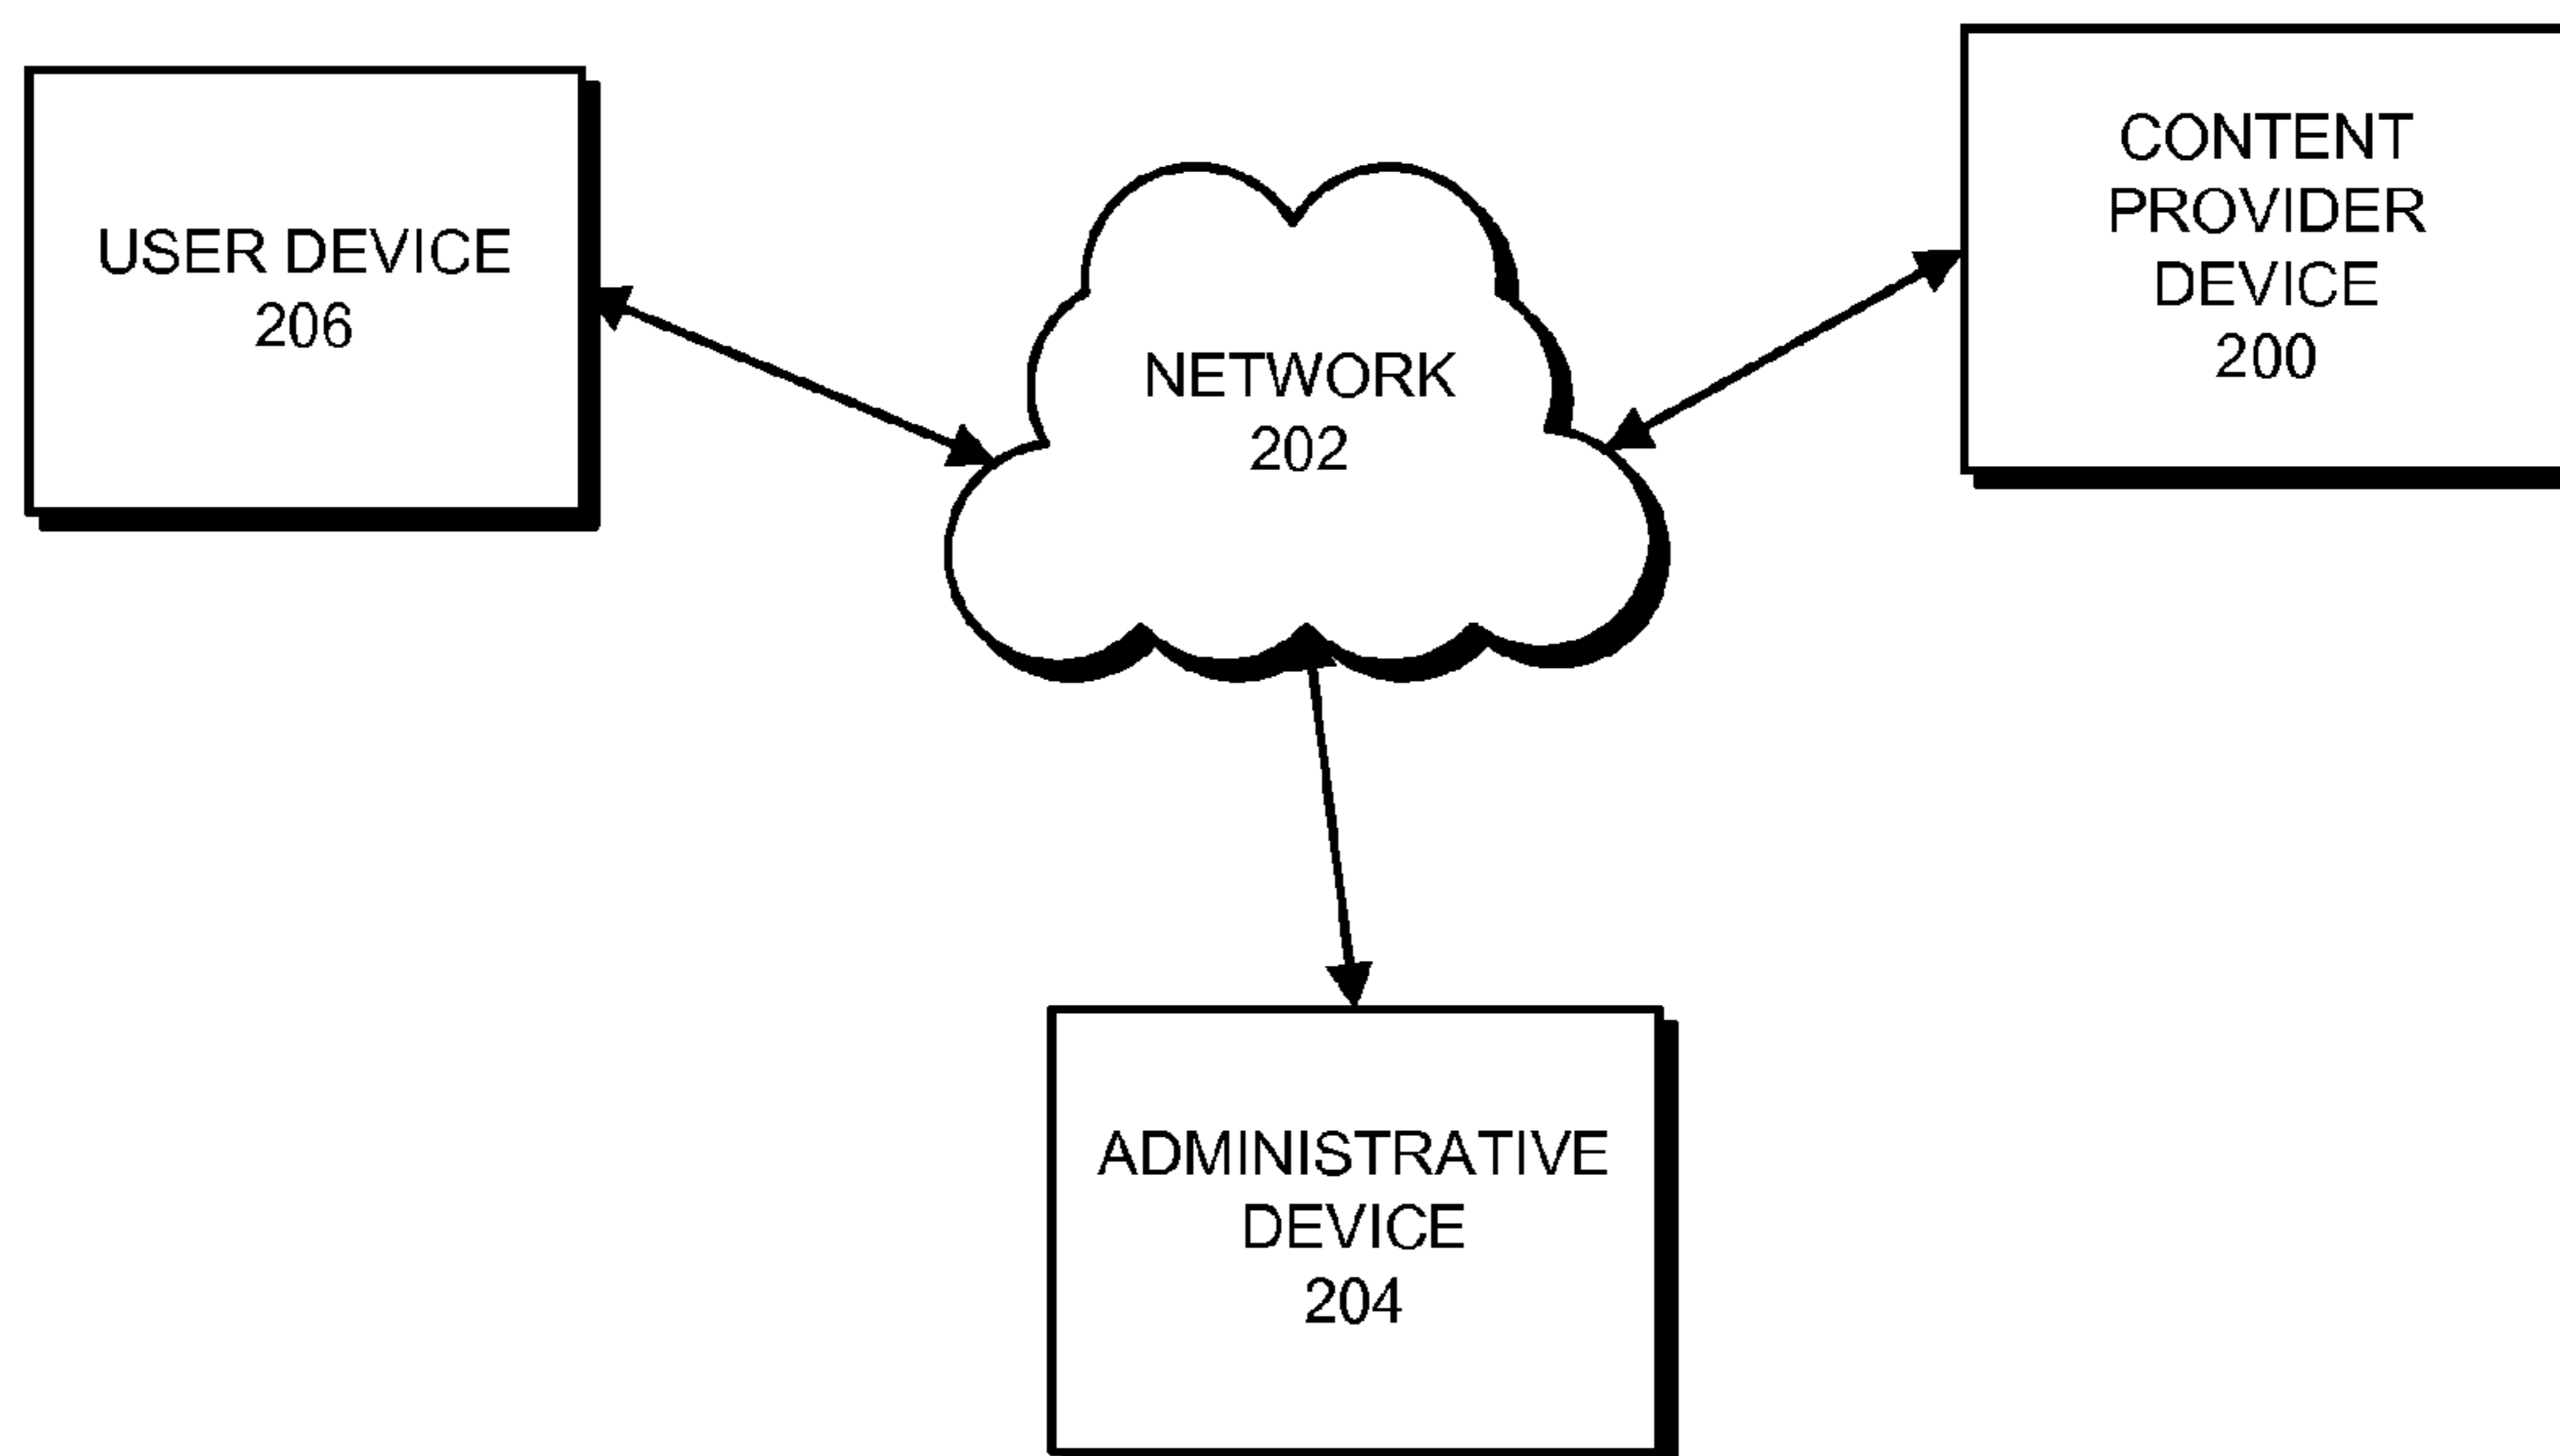 USER DEVICE
206
NETWORK
202
CONTENT
PROVIDER
DEVICE
200
ADMINISTRATIVE
DEVICE
204